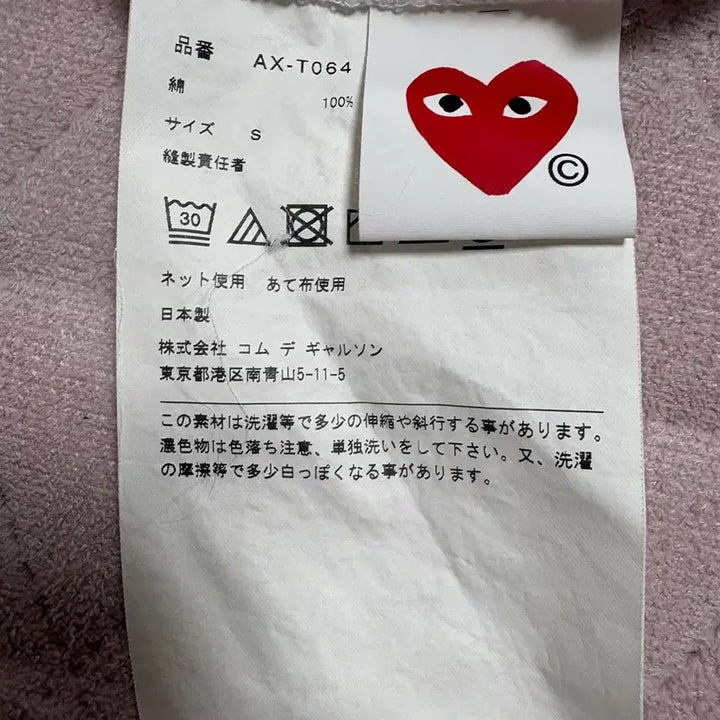 品番 AX-T064
綿 100%
サイズ S
縫製責任者
30
©
ネット使用 あて布使用
日本製
株式会社 コム デ ギャルソン
東京都港区南青山5-11-5
この素材は洗濯等で多少の伸縮や斜行する事があります。
濃色物は色落ち注意、単独洗いをして下さい。又、洗濯
の摩擦等で多少白っぽくなる事があります。